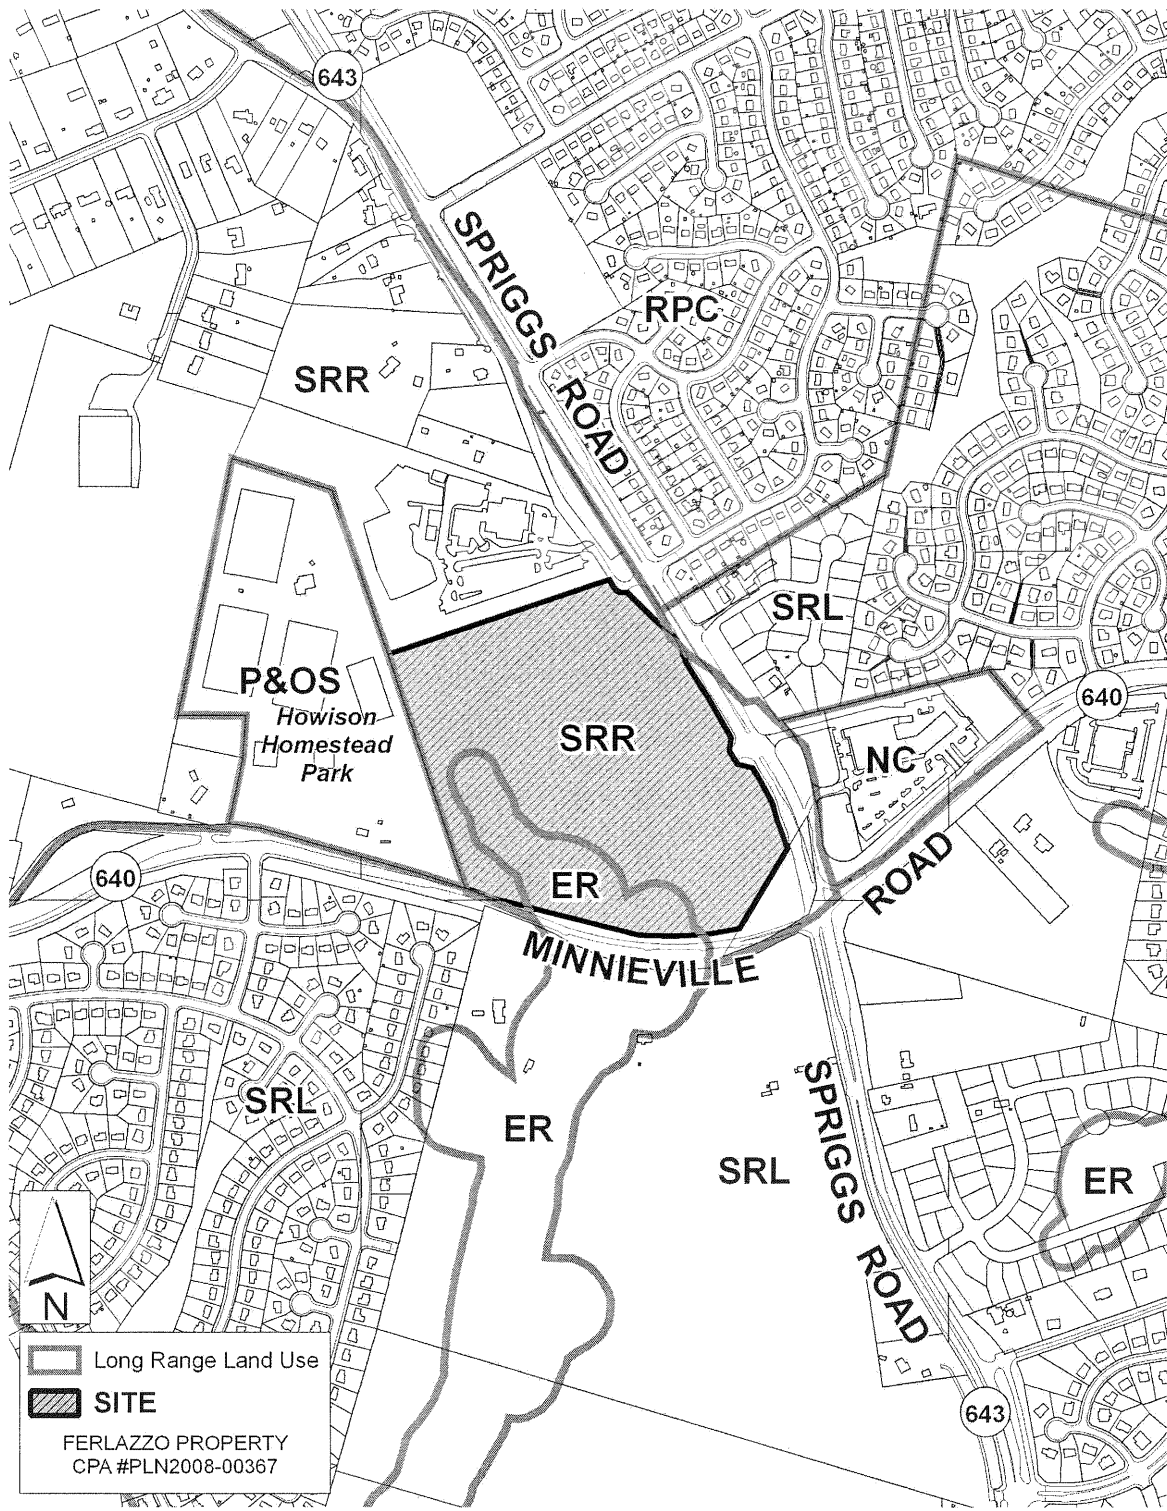 643
SPRIGGS ROAD
RPC
SRR
SRL
P&OS
Howison
Homestead
Park
SRR
640
NC
ER
640
ROAD
MINNIEVILLE
SRL
ER
SRL
SPRIGGS ROAD
ER
N
Long Range Land Use
SITE
FERLAZZO PROPERTY
CPA #PLN2008-00367
643